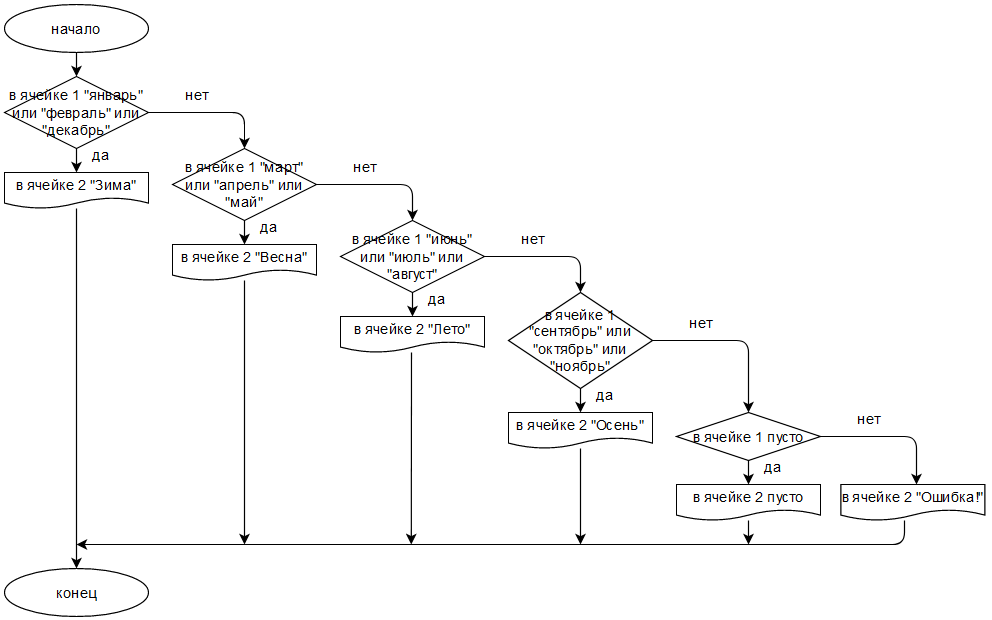 начало
в ячейке 1 "январь"
или "февраль" или
"декабрь"
нет
да
в ячейке 2 "Зима"
в ячейке 1 "март"
или "апрель" или
"май"
нет
да
в ячейке 2 "Весна"
в ячейке 1 "июнь"
или "июль" или
"август"
нет
да
в ячейке 2 "Лето"
в ячейке 1
"сентябрь" или
"октябрь" или
"ноябрь"
нет
да
в ячейке 2 "Осень"
в ячейке 1 пусто
нет
да
в ячейке 2 пусто
в ячейке 2 "Ошибка!"
конец